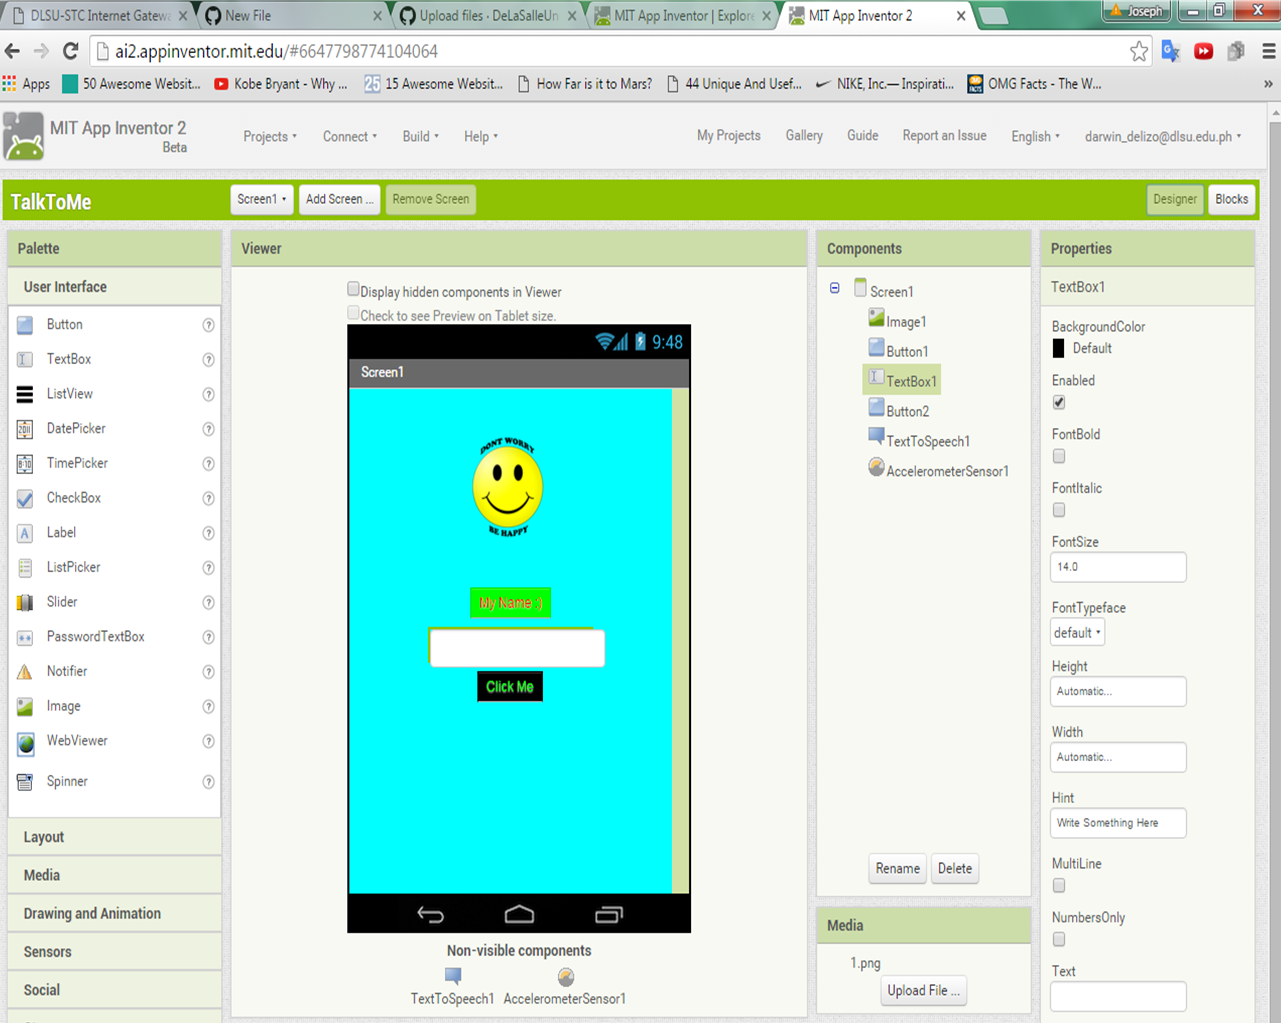 DLSU-STC Internet Gatewa
New File
Upload files · DeLaSalleUn
MIT App Inventor | Explore
MIT App Inventor 2
Joseph
ai2.appinventor.mit.edu/#6647798774104064
Apps
50 Awesome Websit...
Kobe Bryant - Why ...
25
15 Awesome Websit...
How Far is it to Mars?
44 Unique And Usef...
NIKE, Inc.— Inspirati...
OMG Facts - The W...
»
MIT App Inventor 2
Beta
Projects
Connect
Build
Help
My Projects
Gallery
Guide
Report an Issue
English
darwin_delizo@dlsu.edu.ph
TalkToMe
Screen1
Add Screen ...
Remove Screen
Designer
Blocks
Palette
User Interface
Button
TextBox
ListView
DatePicker
TimePicker
CheckBox
Label
ListPicker
Slider
PasswordTextBox
Notifier
Image
WebViewer
Spinner
Layout
Media
Drawing and Animation
Sensors
Social
Viewer
Display hidden components in Viewer
Check to see Preview on Tablet size.
9:48
Screen1
DONT WORRY
BE HAPPY
My Name :)
Click Me
Non-visible components
TextToSpeech1
AccelerometerSensor1
Components
Screen1
Image1
Button1
TextBox1
Button2
TextToSpeech1
AccelerometerSensor1
Rename
Delete
Media
1.png
Upload File ...
Properties
TextBox1
BackgroundColor
Default
Enabled
FontBold
FontItalic
FontSize
14.0
FontTypeface
default
Height
Automatic...
Width
Automatic...
Hint
Write Something Here
MultiLine
NumbersOnly
Text